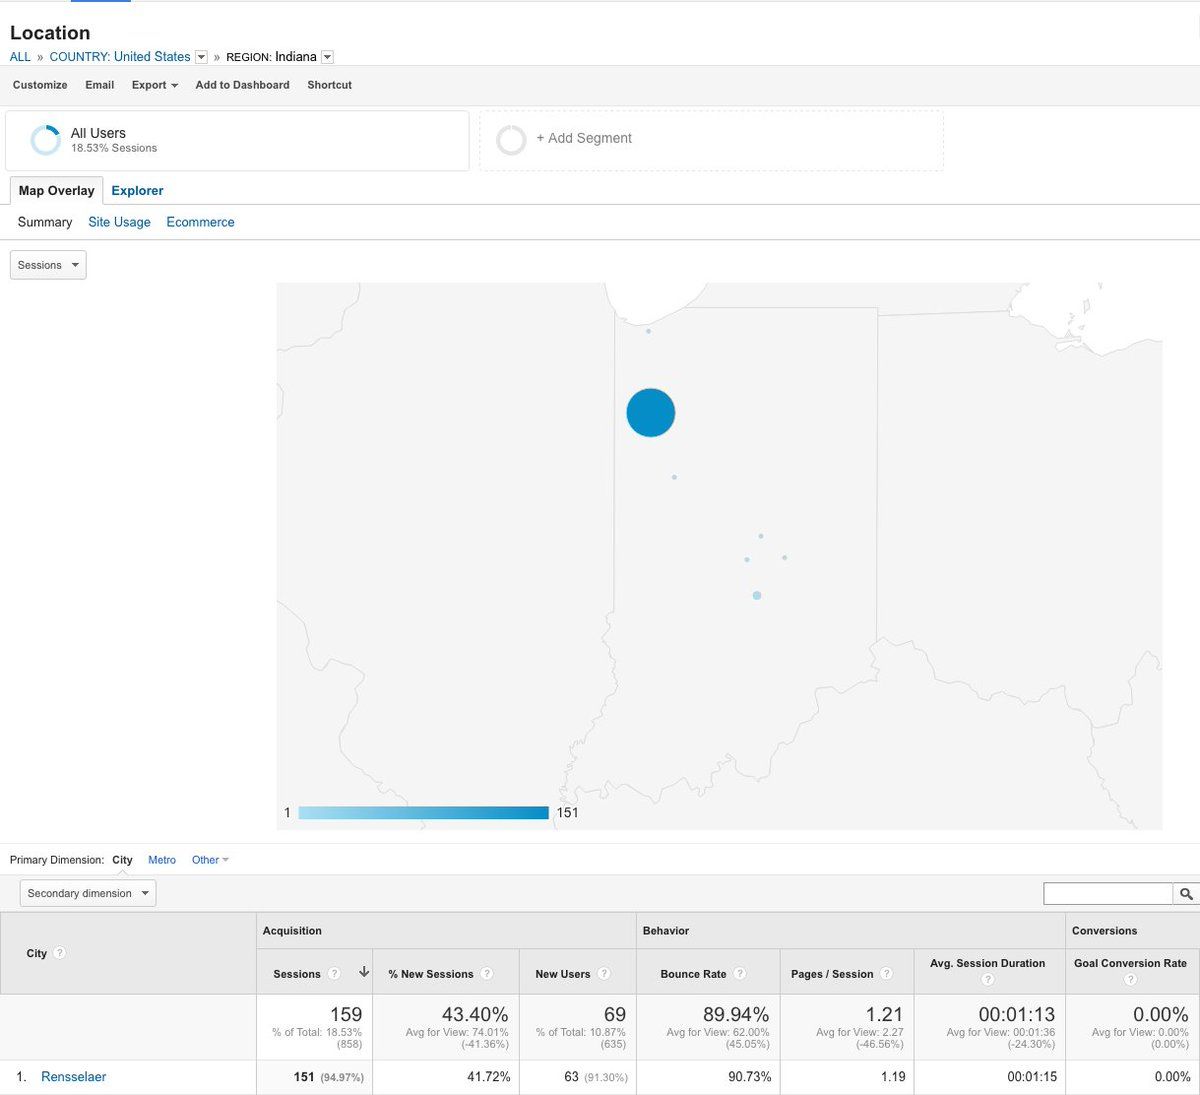 Location
ALL » COUNTRY: United States » REGION: Indiana
Customize Email Export Add to Dashboard Shortcut
All Users
18.53% Sessions
+ Add Segment
Map Overlay Explorer
Summary Site Usage Ecommerce
Sessions
1 151
Primary Dimension: City Metro Other
Secondary dimension
City ?
Acquisition Behavior Conversions
Sessions ? % New Sessions ? New Users ? Bounce Rate ? Pages / Session ? Avg. Session Duration ? Goal Conversion Rate ?
159 43.40% 69 89.94% 1.21 00:01:13 0.00%
% of Total: 18.53% Avg for View: 74.01% % of Total: 10.87% Avg for View: 62.00% Avg for View: 2.27 Avg for View: 00:01:36 Avg for View: 0.00%
(858) (-41.36%) (635) (45.05%) (-46.56%) (-24.30%) (0.00%)
1. Rensselaer 151 (94.97%) 41.72% 63 (91.30%) 90.73% 1.19 00:01:15 0.00%